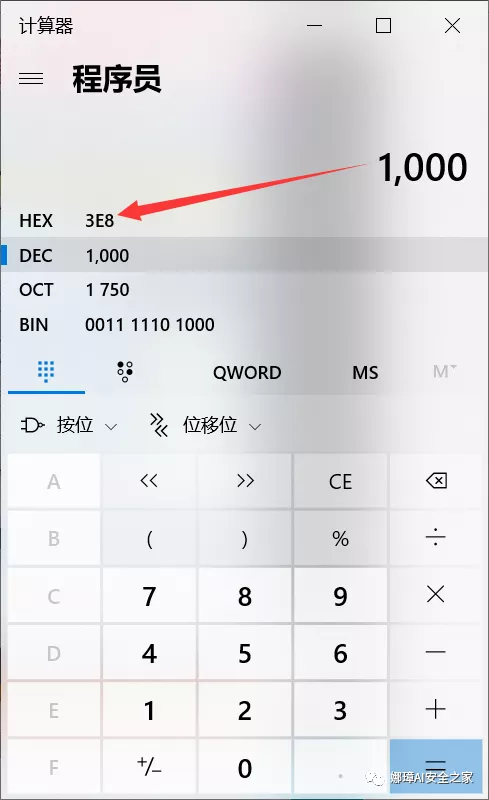 计算器
程序员
1,000
HEX 3E8
DEC 1,000
OCT 1 750
BIN 0011 1110 1000
QWORD MS M
按位 位移位
A << >> CE
B ( ) % ÷
C 7 8 9 ×
D 4 5 6 −
E 1 2 3 +
F +/− 0 . =
娜璋AI安全之家